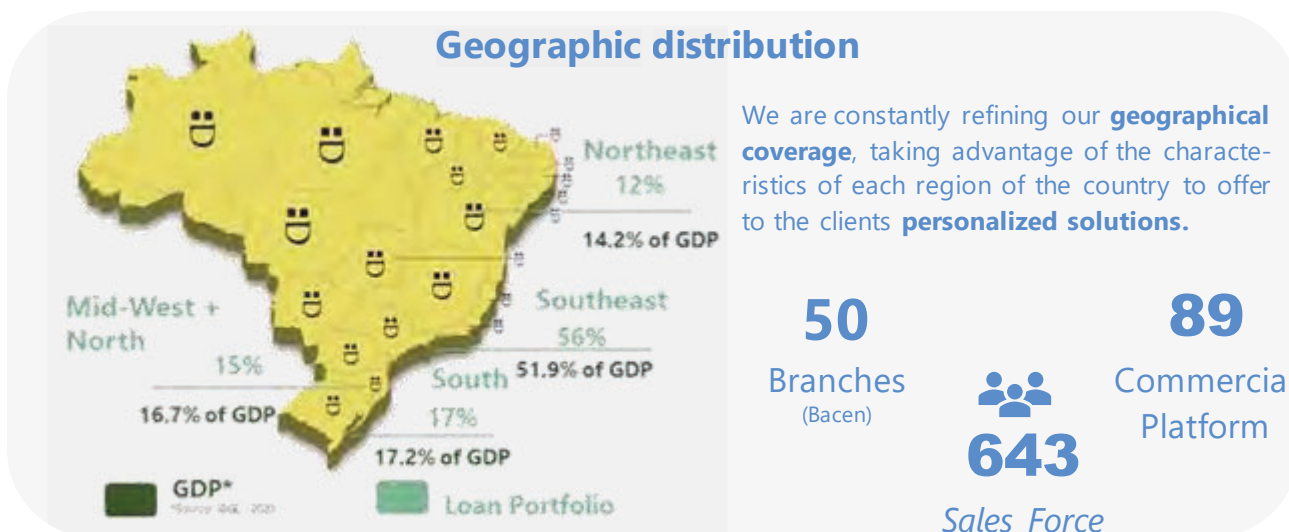 Geographic distribution
We are constantly refining our geographical
coverage, taking advantage of the characte-
ristics of each region of the country to offer
to the clients personalized solutions.
Northeast
12%
14.2% of GDP
Southeast
56%
51.9% of GDP
Mid-West +
North
15%
16.7% of GDP
South
17%
17.2% of GDP
GDP*
Loan Portfolio
50
Branches
(Bacen)
643
Sales Force
89
Commercia
Platform